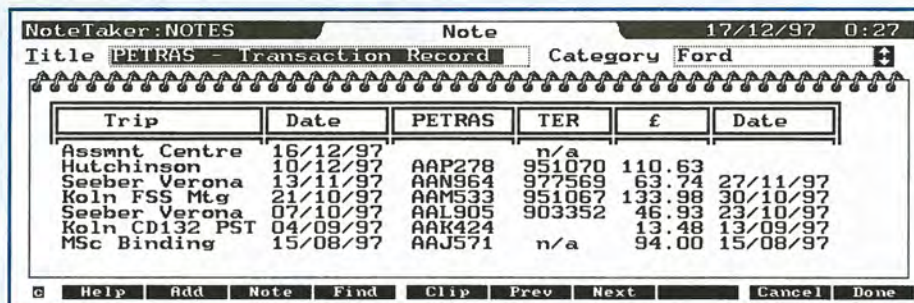 NoteTaker:NOTES Note 17/12/97 0:27
Title PETRAS - Transaction Record Category Ford
Trip Date PETRAS TER £ Date
Assmnt Centre 16/12/97 n/a
Hutchinson 10/12/97 AAP278 951070 110.63
Seeber Verona 13/11/97 AAN964 977569 63.74 27/11/97
Koln FSS Mtg 21/10/97 AAM533 951067 133.98 30/10/97
Seeber Verona 07/10/97 AAL905 903352 46.93 23/10/97
Koln CD132 PST 04/09/97 AAK424 13.48 13/09/97
MSc Binding 15/08/97 AAJ571 n/a 94.00 15/08/97
C Help Add Note Find Clip Prev Next Cancel Done